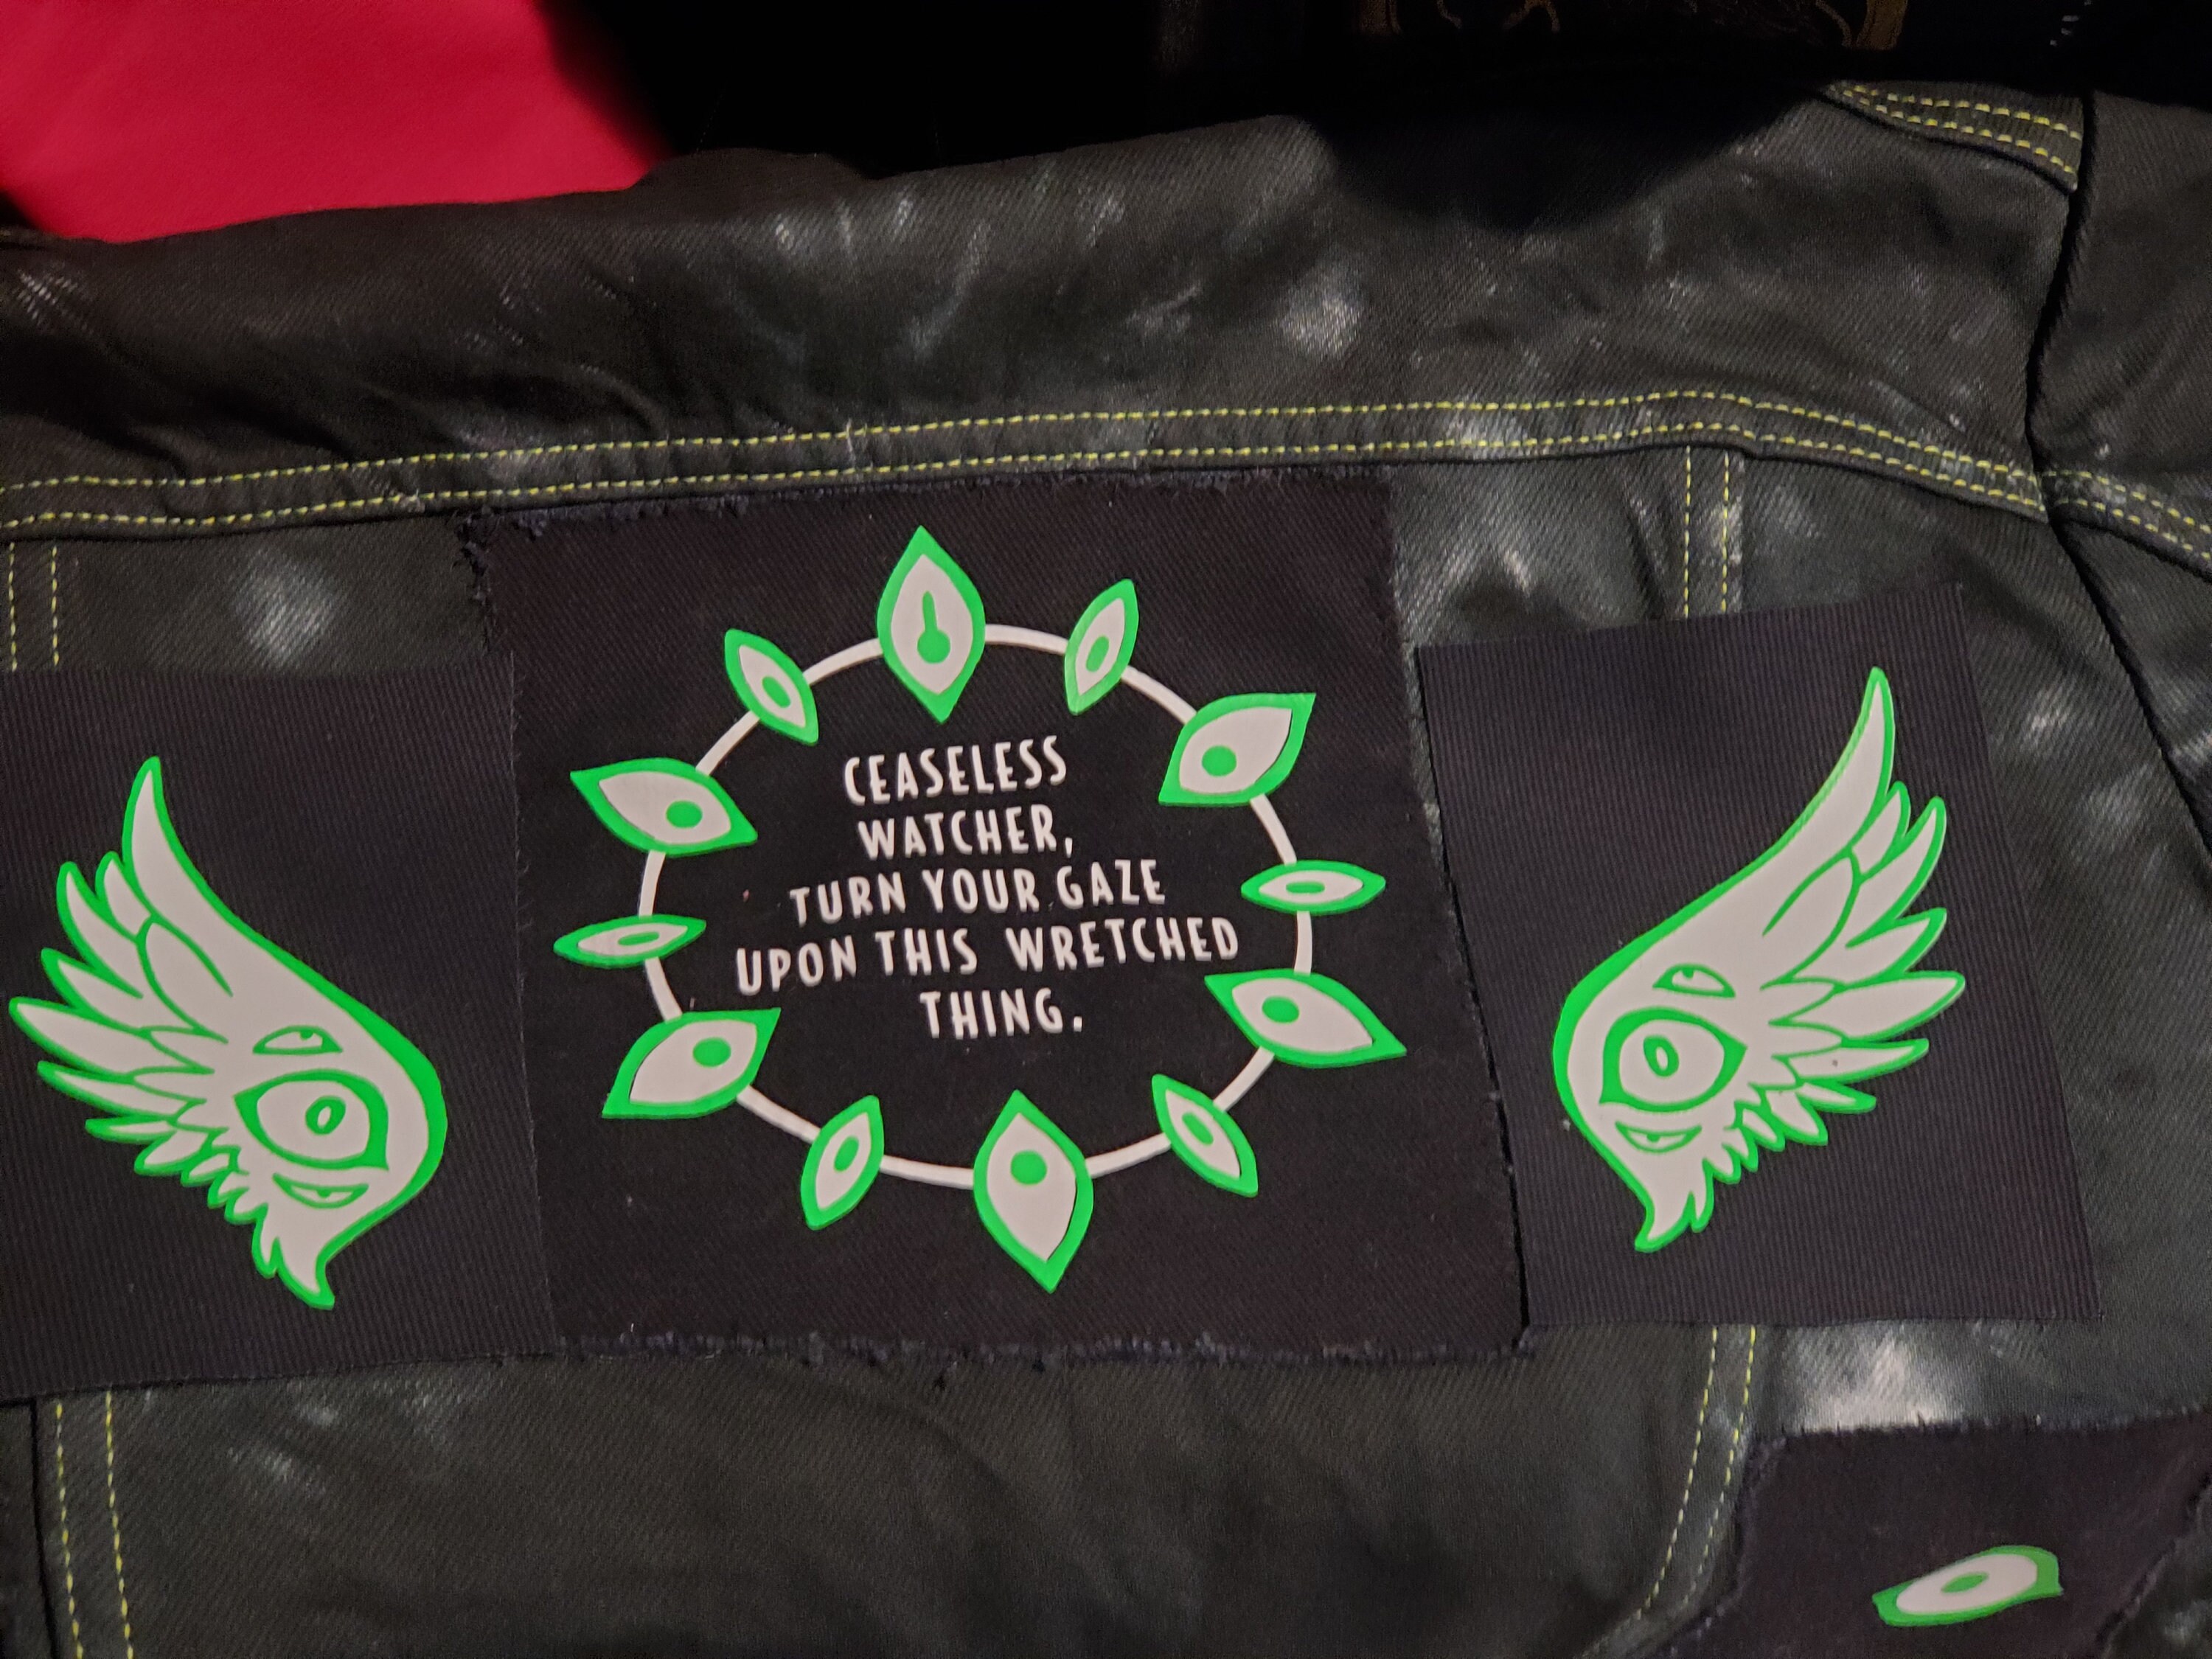 CEASELESS
WATCHER,
TURN YOUR GAZE
UPON THIS WRETCHED
THING.